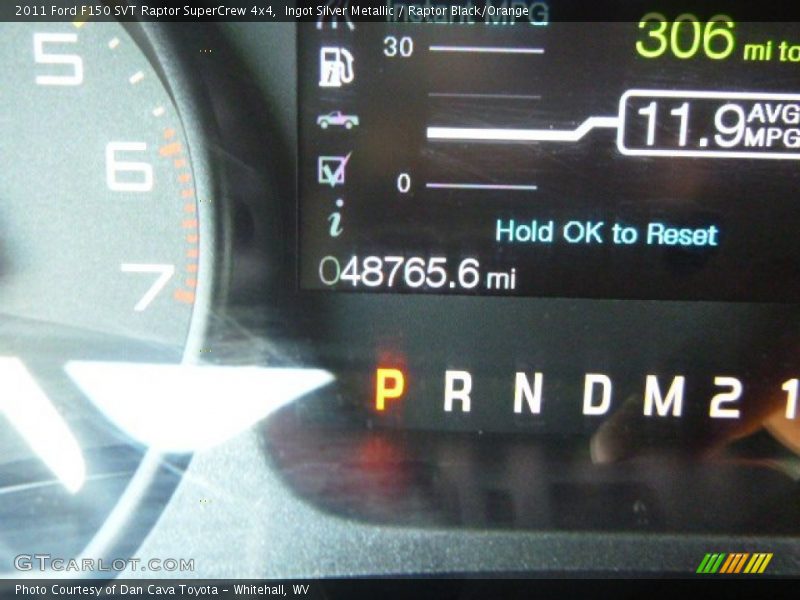 2011 Ford F150 SVT Raptor SuperCrew 4x4, Ingot Silver Metallic / Raptor Black/Orange
Instant MPG
5
30
306 mi to
6
11.9 AVG MPG
0
Hold OK to Reset
7
048765.6 mi
P R N D M 2 1
GTCARLOT.COM
Photo Courtesy of Dan Cava Toyota - Whitehall, WV